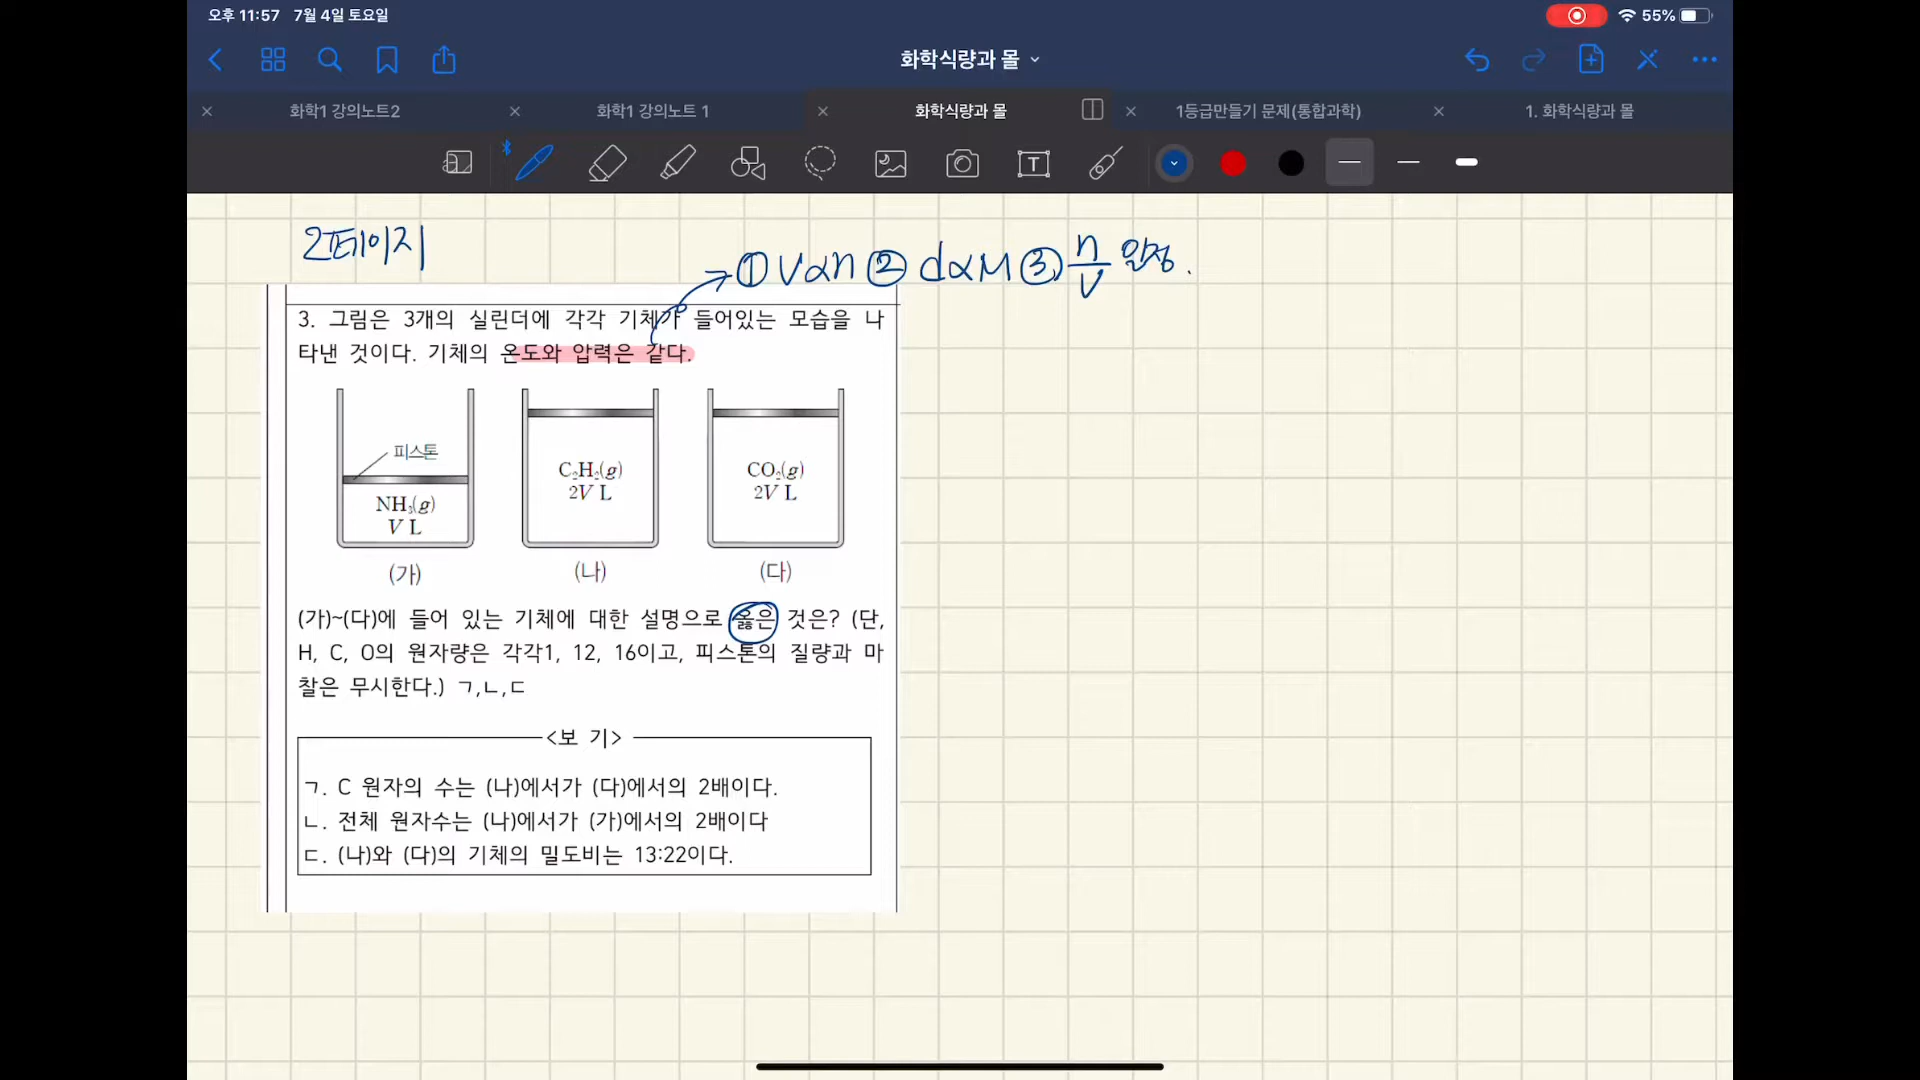 오후 11:57 7월 4일 토요일
55%
화학식량과 몰
화학1 강의노트2
화학1 강의노트 1
화학식량과 몰
1등급만들기 문제(통합과학)
1. 화학식량과 몰
2페이지
① V∝n ② d∝M ③ n/V 일정.
3. 그림은 3개의 실린더에 각각 기체가 들어있는 모습을 나
타낸 것이다. 기체의 온도와 압력은 같다.
피스톤
NH₃(g)
V L
(가)
C₂H₂(g)
2V L
(나)
CO₂(g)
2V L
(다)
(가)~(다)에 들어 있는 기체에 대한 설명으로 옳은 것은? (단,
H, C, O의 원자량은 각각1, 12, 16이고, 피스톤의 질량과 마
찰은 무시한다.) ㄱ,ㄴ,ㄷ
<보 기>
ㄱ. C 원자의 수는 (나)에서가 (다)에서의 2배이다.
ㄴ. 전체 원자수는 (나)에서가 (가)에서의 2배이다
ㄷ. (나)와 (다)의 기체의 밀도비는 13:22이다.